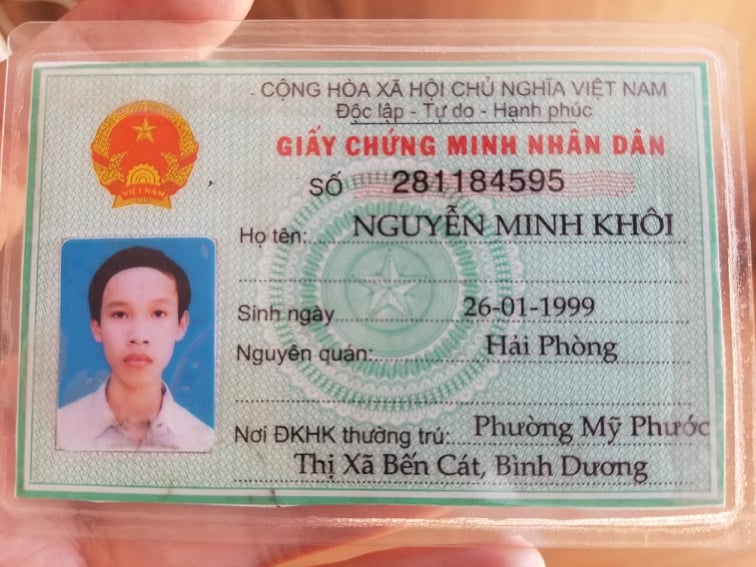 CỘNG HÒA XÃ HỘI CHỦ NGHĨA VIỆT NAM
Độc lập - Tự do - Hạnh phúc
GIẤY CHỨNG MINH NHÂN DÂN
SỐ 281184595
Họ tên: NGUYỄN MINH KHÔI
Sinh ngày 26-01-1999
Nguyên quán: Hải Phòng
Nơi ĐKHK thường trú: Phường Mỹ Phước
Thị Xã Bến Cát, Bình Dương
VIỆT NAM